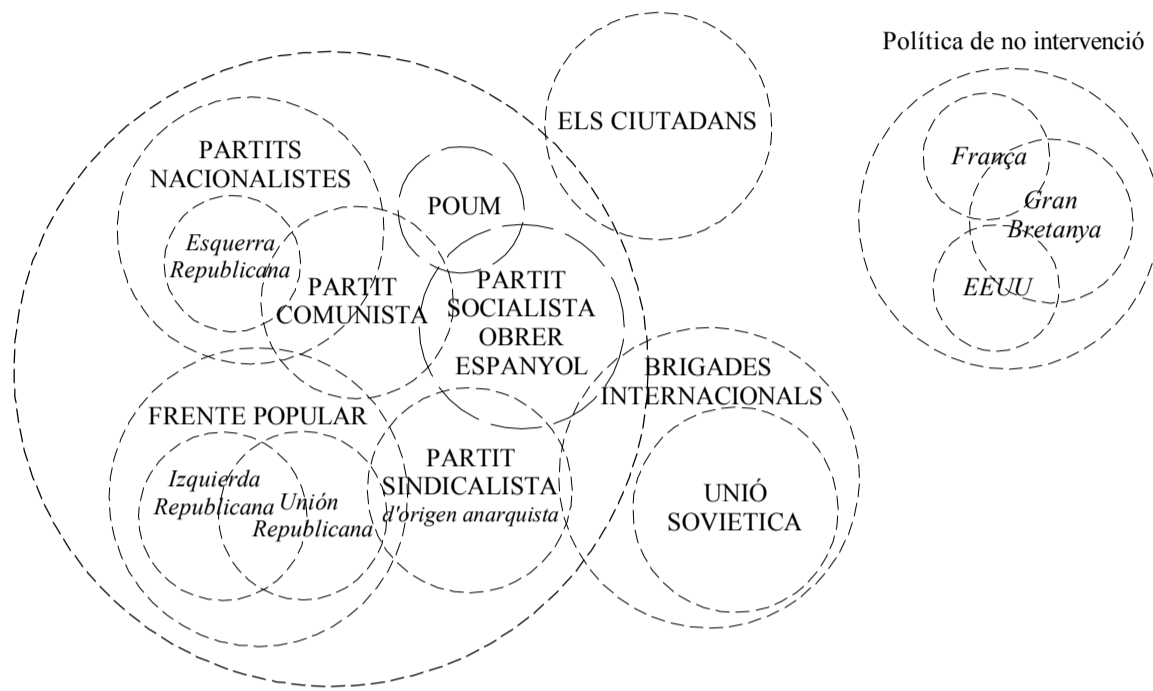 Política de no intervenció
ELS CIUTADANS
PARTITS
NACIONALISTES
França
POUM
Gran
Bretanya
Esquerra
Republicana
PARTIT
SOCIALISTA
OBRER
ESPANYOL
PARTIT
COMUNISTA
EEUU
BRIGADES
INTERNACIONALS
FRENTE POPULAR
PARTIT
SINDICALISTA
d'origen anarquista
Izquierda
Republicana
Unión
Republicana
UNIÓ
SOVIETICA